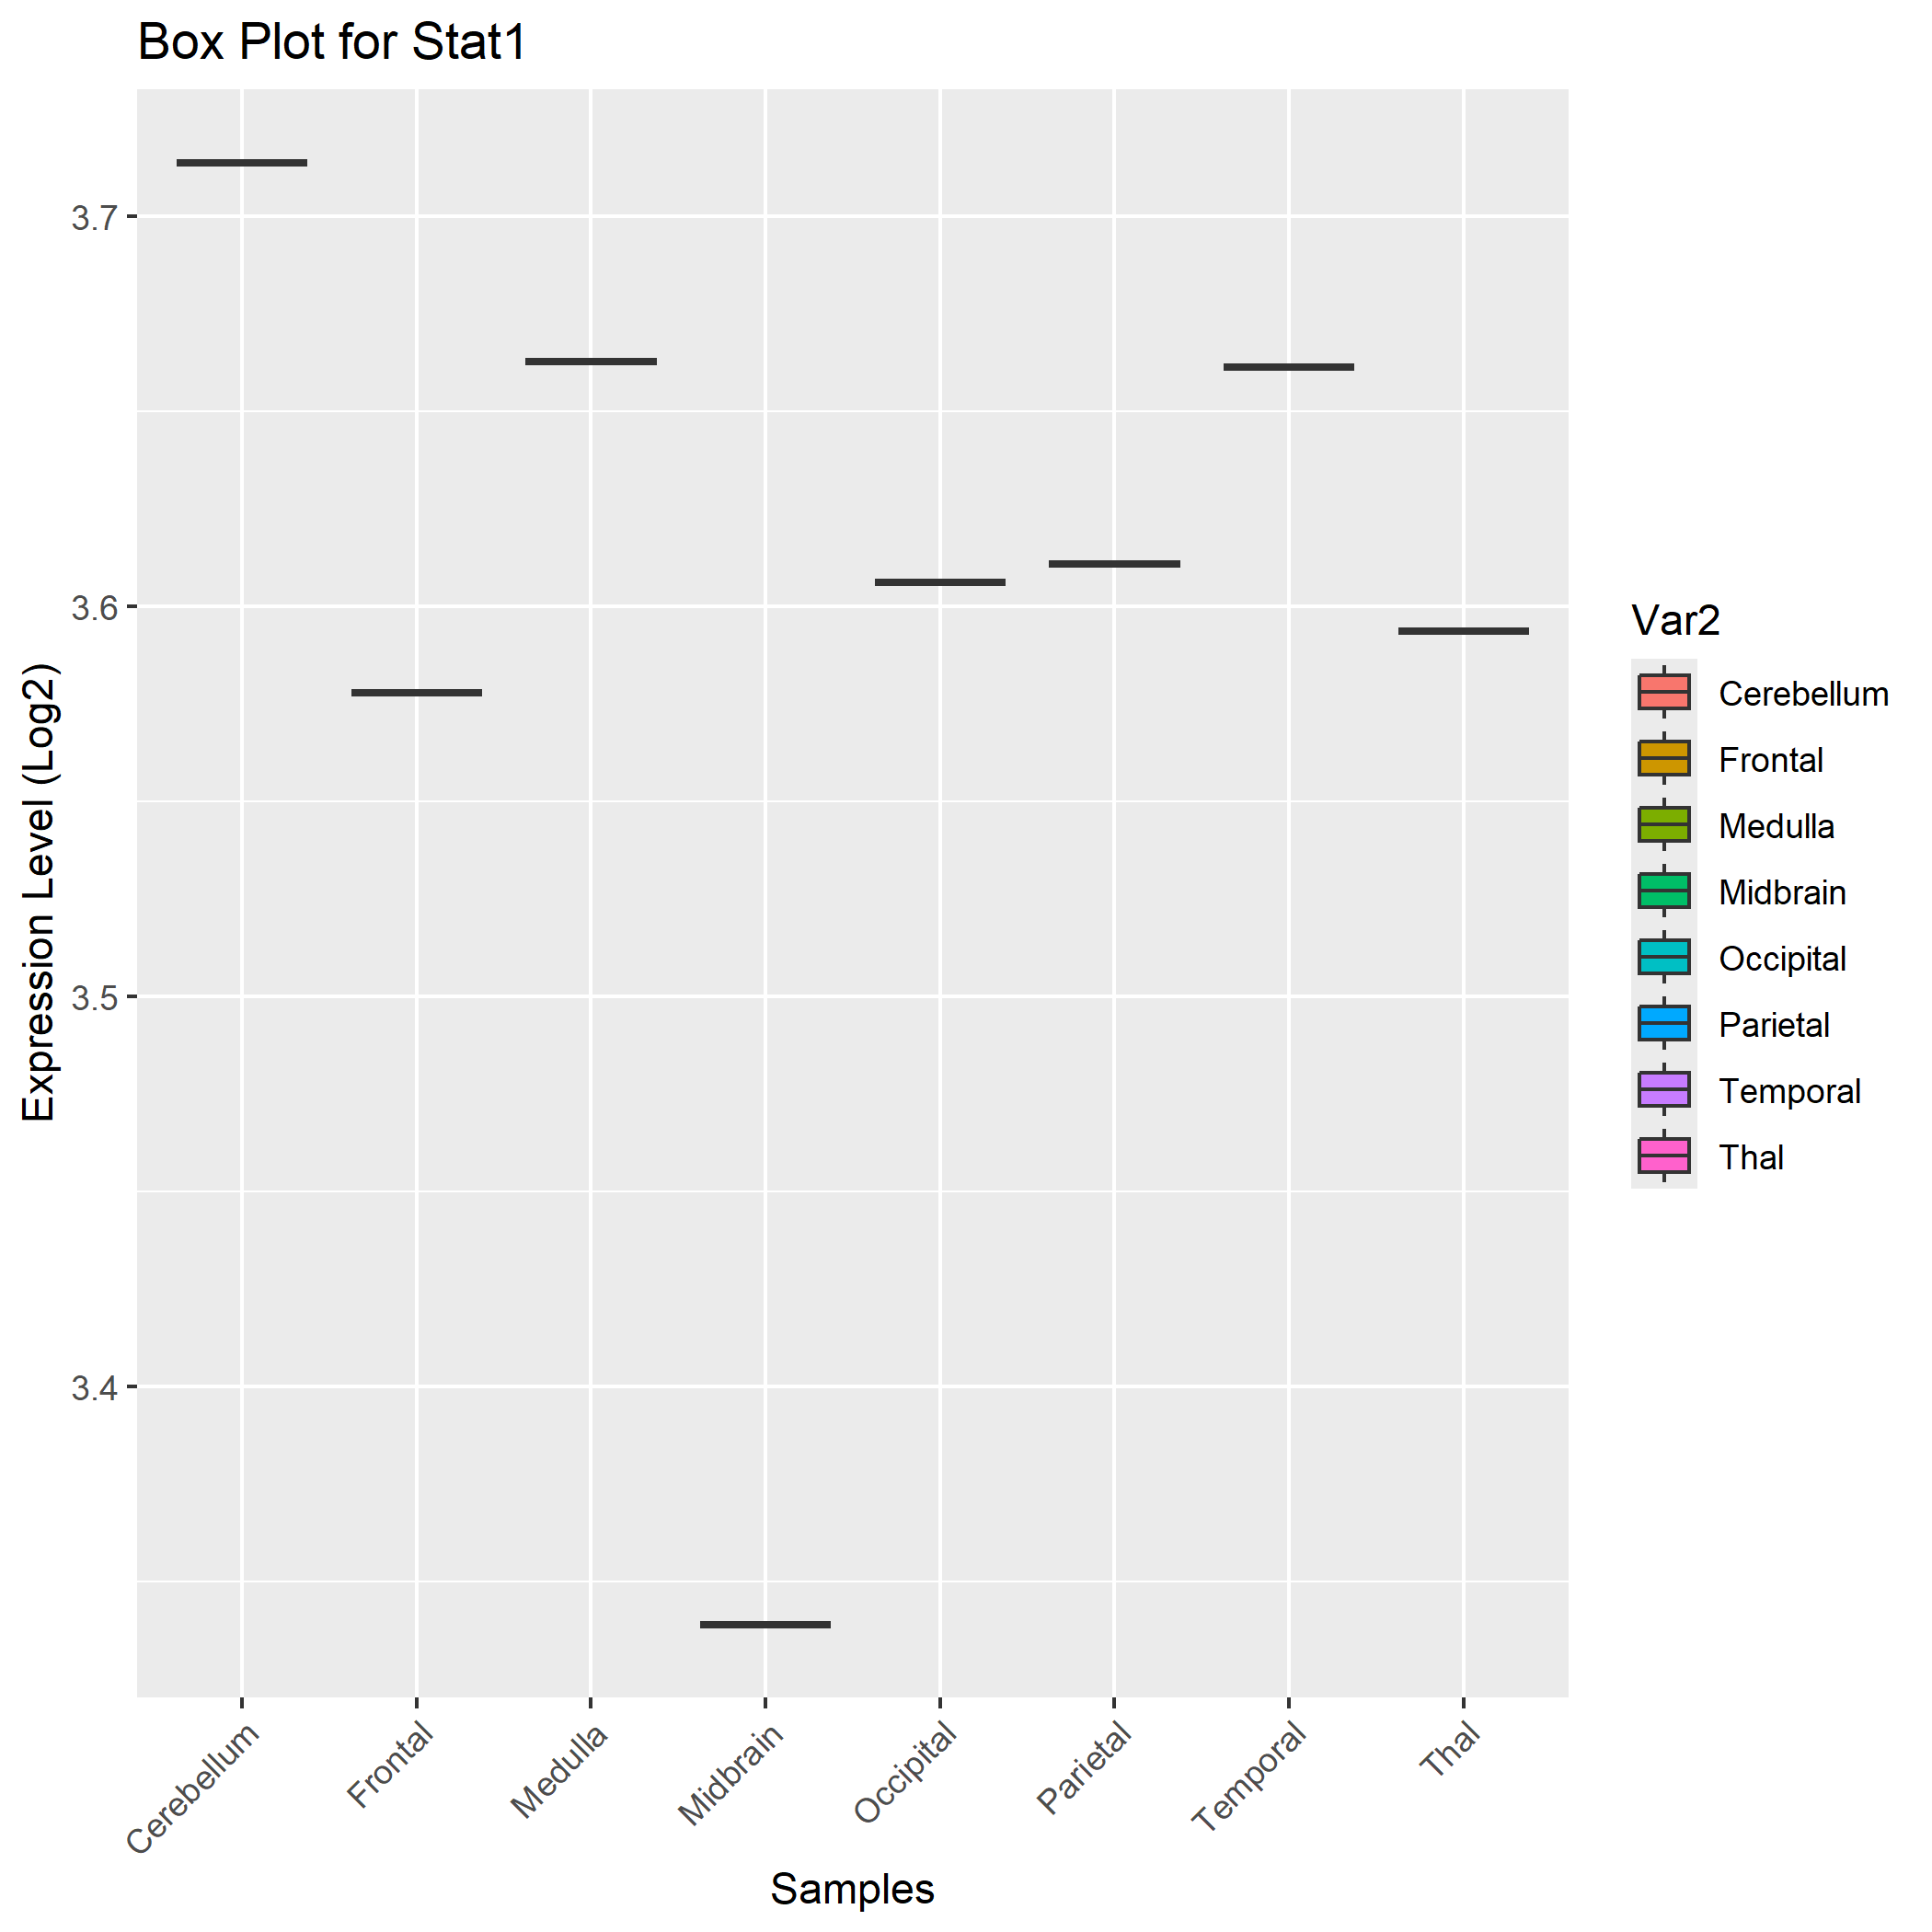 Box Plot for Stat1
Expression Level (Log2)
3.7
3.6
3.5
3.4
Cerebellum
Frontal
Medulla
Midbrain
Occipital
Parietal
Temporal
Thal
Samples
Var2
Cerebellum
Frontal
Medulla
Midbrain
Occipital
Parietal
Temporal
Thal